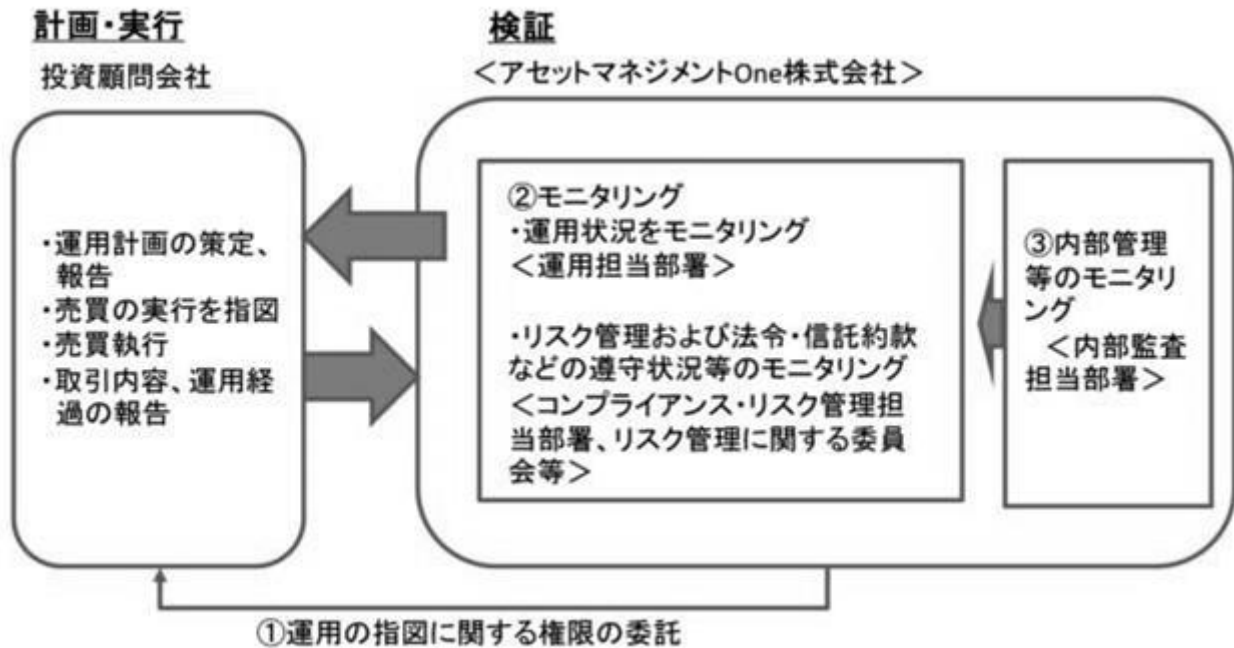 計画・実行
投資顧問会社
・運用計画の策定、
報告
・売買の実行を指図
・売買執行
・取引内容、運用経
過の報告
検証
＜アセットマネジメントOne株式会社＞
②モニタリング
・運用状況をモニタリング
＜運用担当部署＞
・リスク管理および法令・信託約款
などの遵守状況等のモニタリング
＜コンプライアンス・リスク管理担
当部署、リスク管理に関する委員
会等＞
③内部管理
等のモニタリ
ング
＜内部監査
担当部署＞
①運用の指図に関する権限の委託